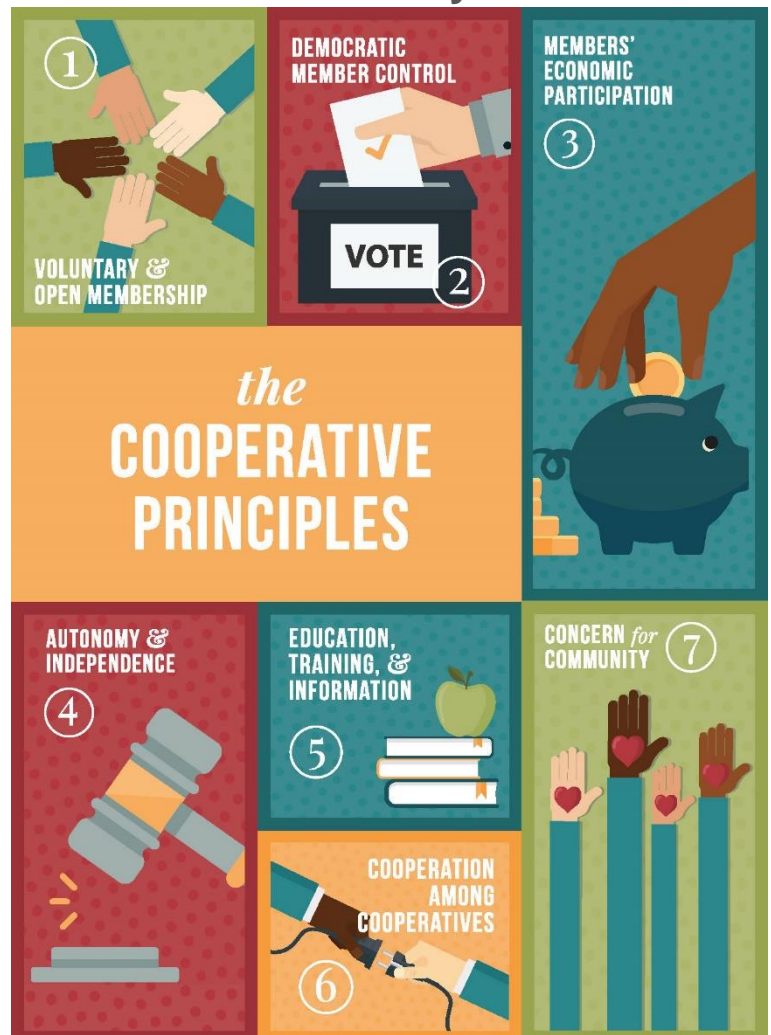 1
VOLUNTARY &
OPEN MEMBERSHIP
DEMOCRATIC
MEMBER CONTROL
VOTE
2
MEMBERS'
ECONOMIC
PARTICIPATION
3
the
COOPERATIVE
PRINCIPLES
AUTONOMY &
INDEPENDENCE
4
EDUCATION,
TRAINING, &
INFORMATION
5
COOPERATION
AMONG
COOPERATIVES
6
CONCERN for
COMMUNITY
7